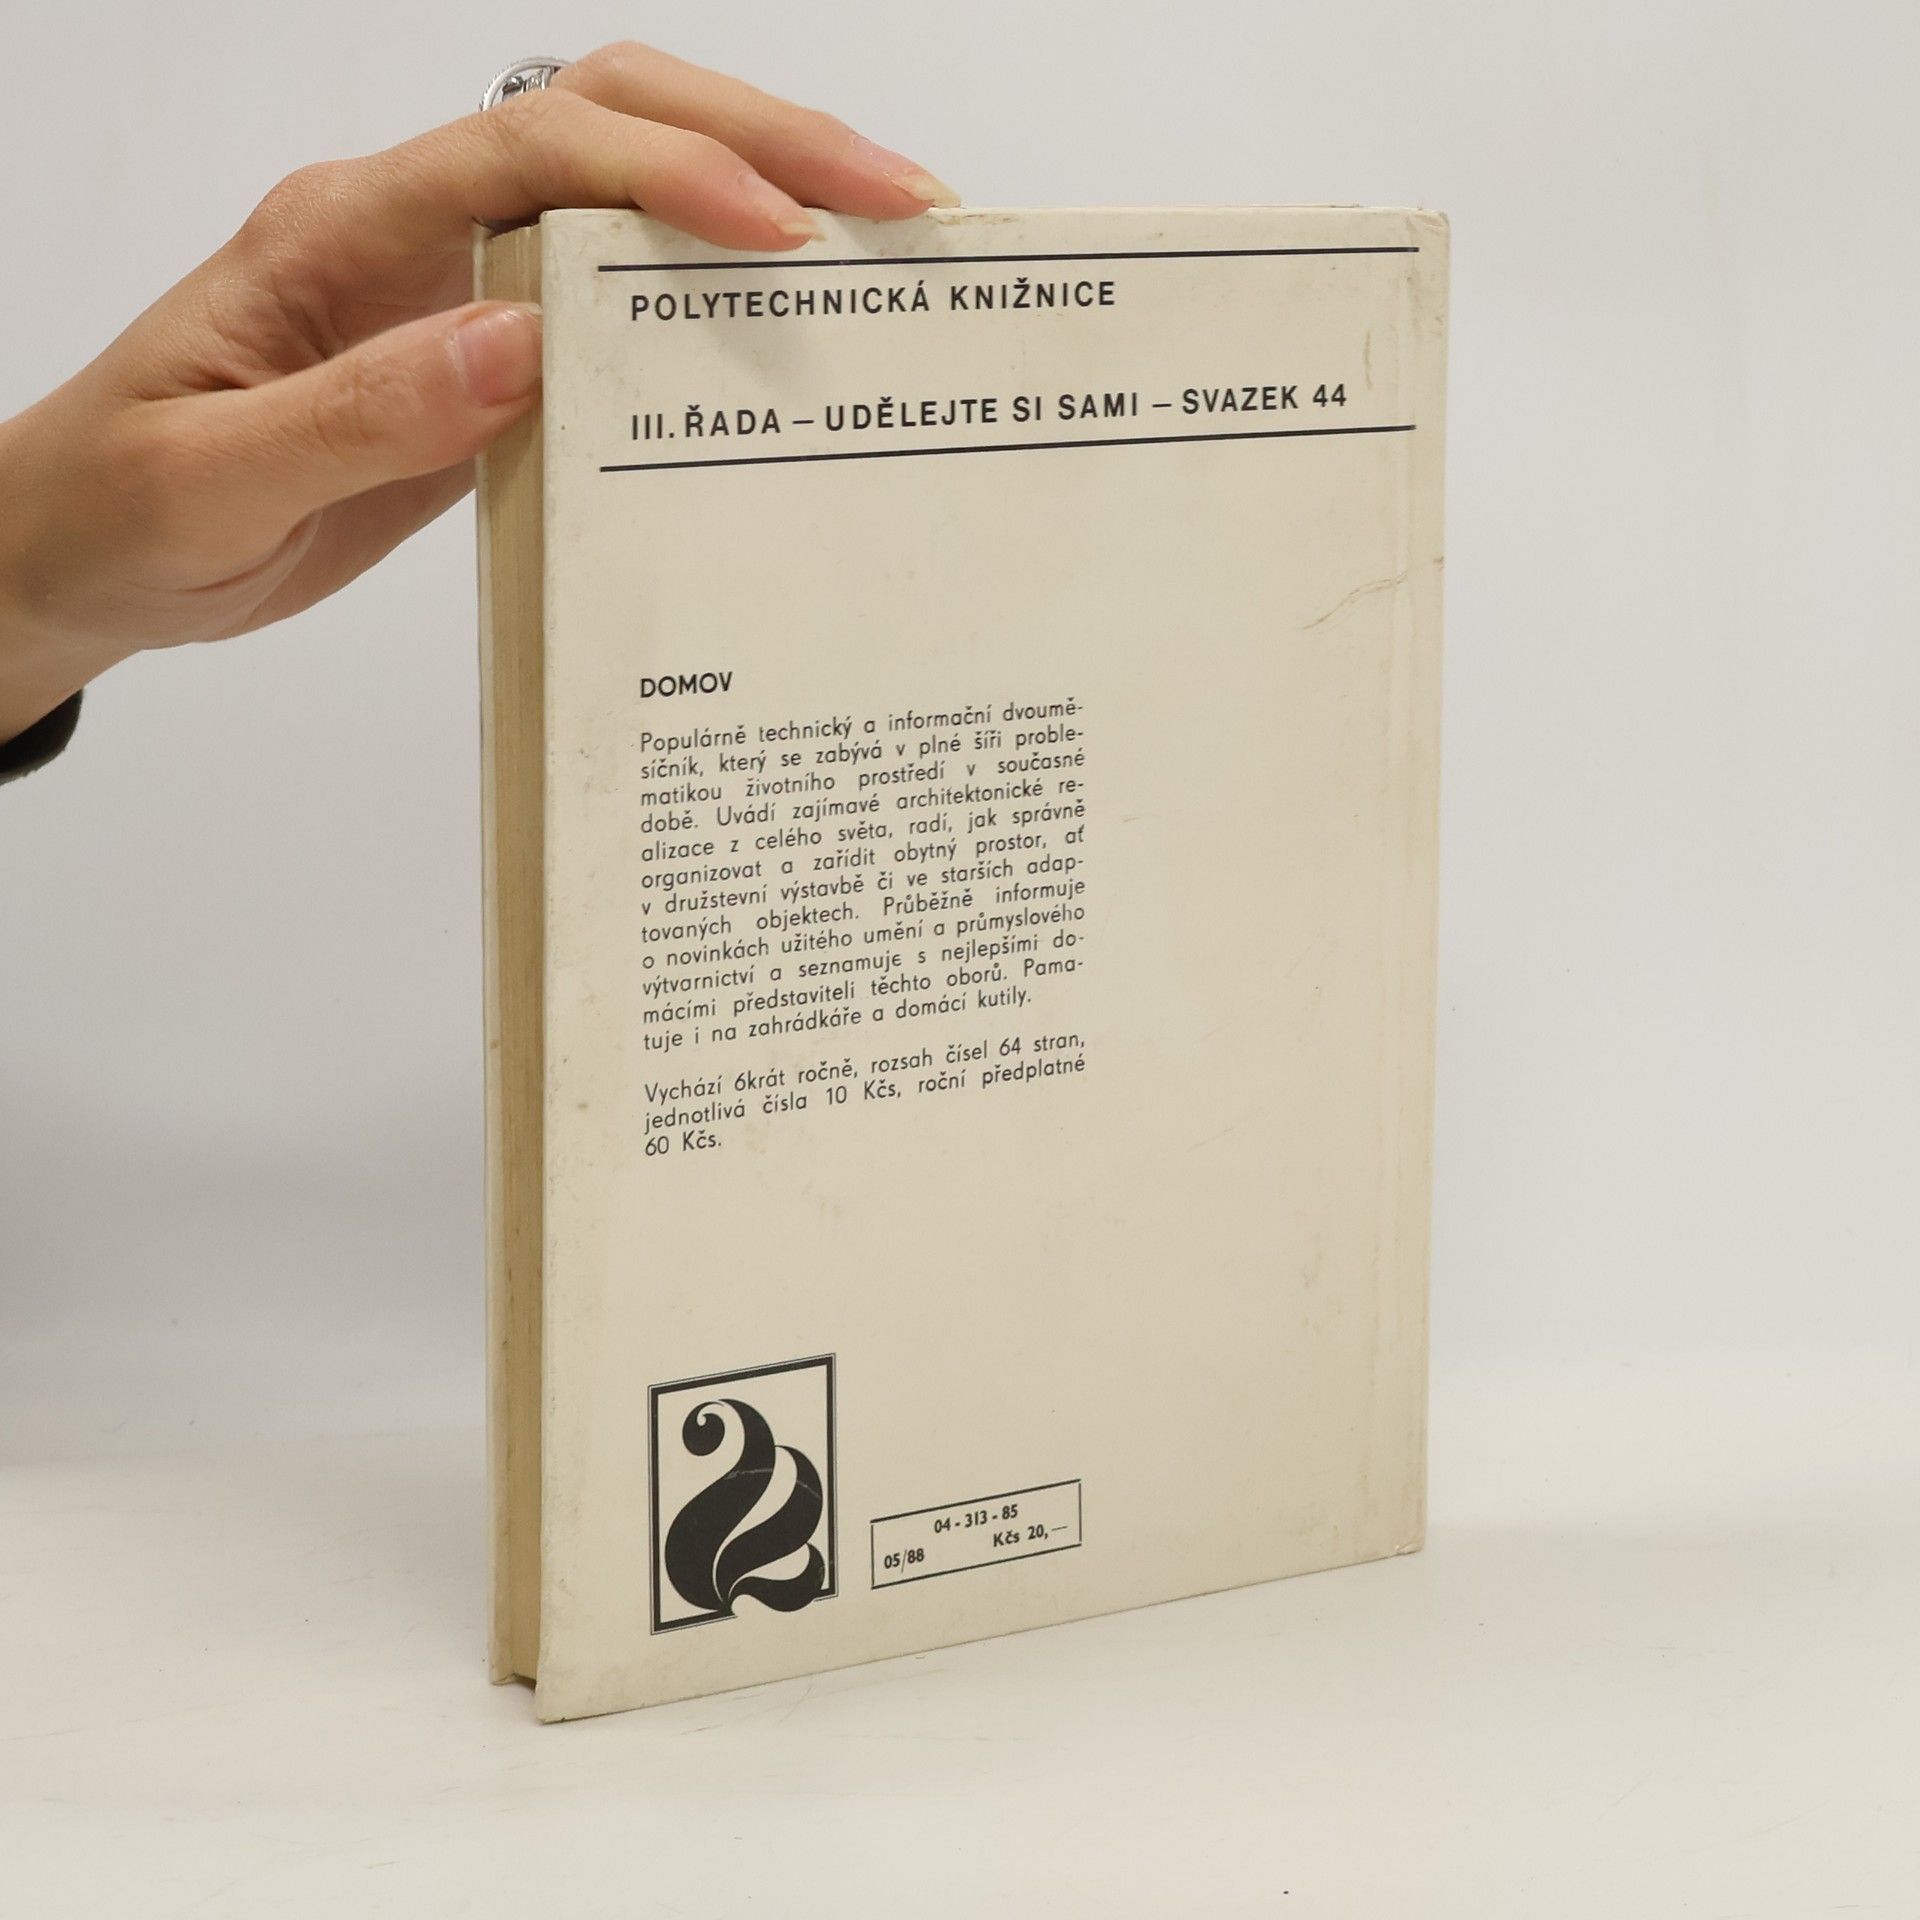 POLYTECHNICKÁ KNIŽNICE
III. ŘADA – UDĚLEJTE SI SAMI – SVAZEK 44
DOMOV
Populárně technický a informační dvoumě-
síčník, který se zabývá v plné šíři proble-
matikou životního prostředí v současné
době. Uvádí zajímavé architektonické re-
alizace z celého světa, radí, jak správně
organizovat a zařídit obytný prostor, ať
v družstevní výstavbě či ve starších adap-
tovaných objektech. Průběžně informuje
o novinkách užitého umění a průmyslového
výtvarnictví a seznamuje s nejlepšími do-
mácími představiteli těchto oborů. Pama-
tuje i na zahrádkáře a domácí kutily.
Vychází 6krát ročně, rozsah čísel 64 stran,
jednotlivá čísla 10 Kčs, roční předplatné
60 Kčs.
04 - 313 - 85
05/88 Kčs 20,—